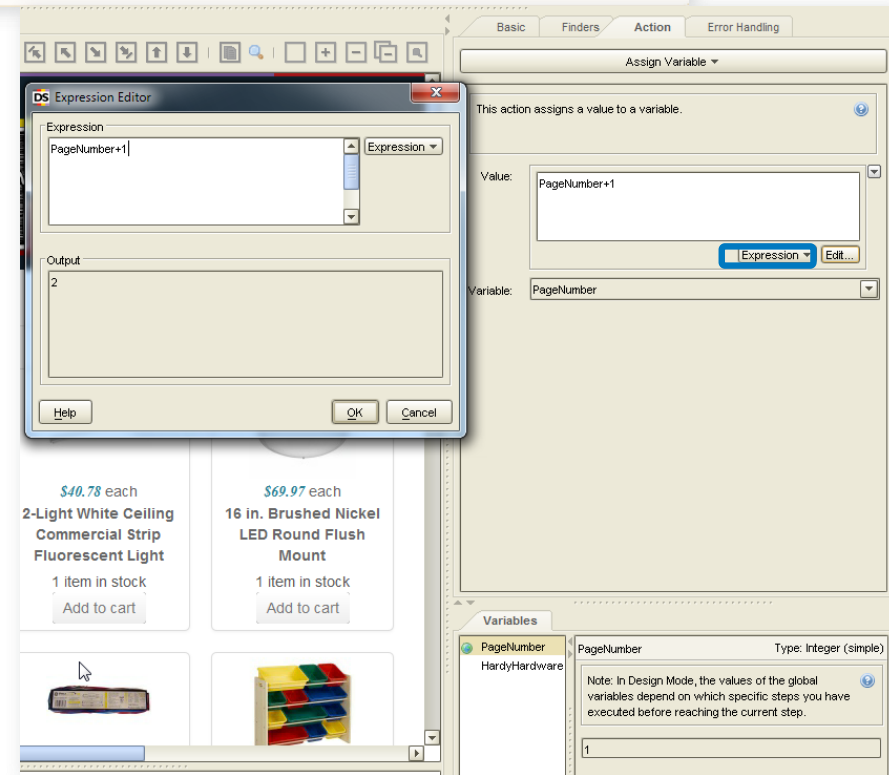 Basic Finders Action Error Handling
Assign Variable
DS Expression Editor
x
Expression
PageNumber+1
Expression
Output
2
Help OK Cancel
This action assigns a value to a variable.
Value:
PageNumber+1
Expression Edit...
Variable: PageNumber
$40.78 each
2-Light White Ceiling
Commercial Strip
Fluorescent Light
1 item in stock
Add to cart
$69.97 each
16 in. Brushed Nickel
LED Round Flush
Mount
1 item in stock
Add to cart
Variables
PageNumber
HardyHardware
PageNumber Type: Integer (simple)
Note: In Design Mode, the values of the global
variables depend on which specific steps you have
executed before reaching the current step.
1